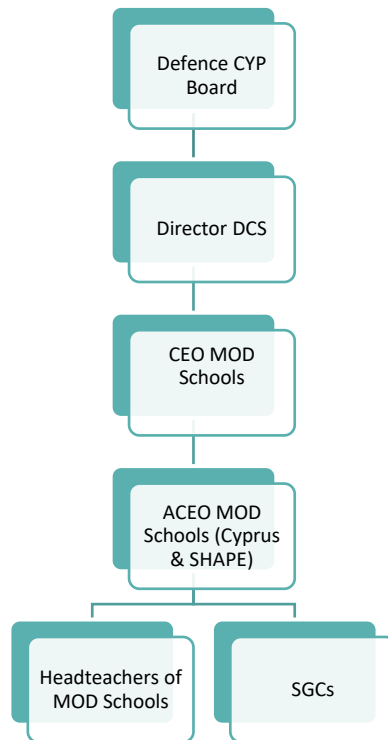 Defence CYP
Board
Director DCS
CEO MOD
Schools
ACEO MOD
Schools (Cyprus
& SHAPE)
Headteachers of
MOD Schools
SGCs